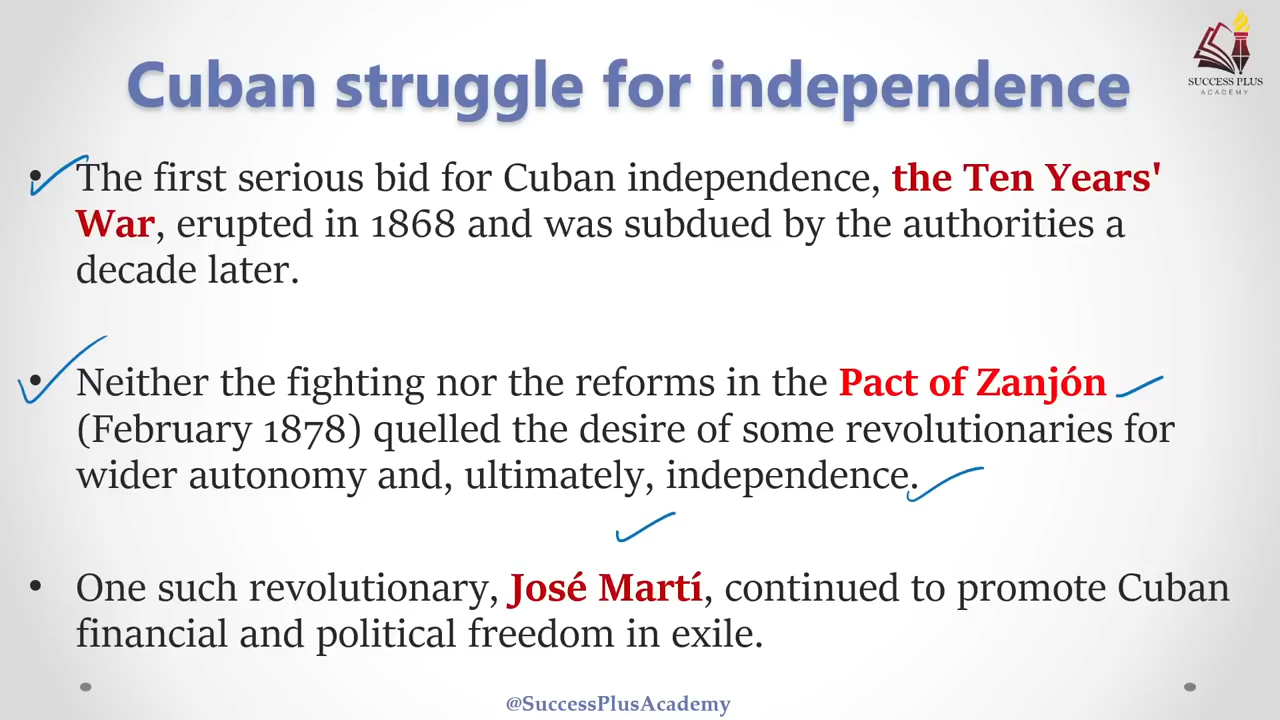 SUCCESS PLUS
ACADEMY
Cuban struggle for independence
• The first serious bid for Cuban independence, the Ten Years'
War, erupted in 1868 and was subdued by the authorities a
decade later.
• Neither the fighting nor the reforms in the Pact of Zanjón
(February 1878) quelled the desire of some revolutionaries for
wider autonomy and, ultimately, independence.
• One such revolutionary, José Martí, continued to promote Cuban
financial and political freedom in exile.
@SuccessPlusAcademy